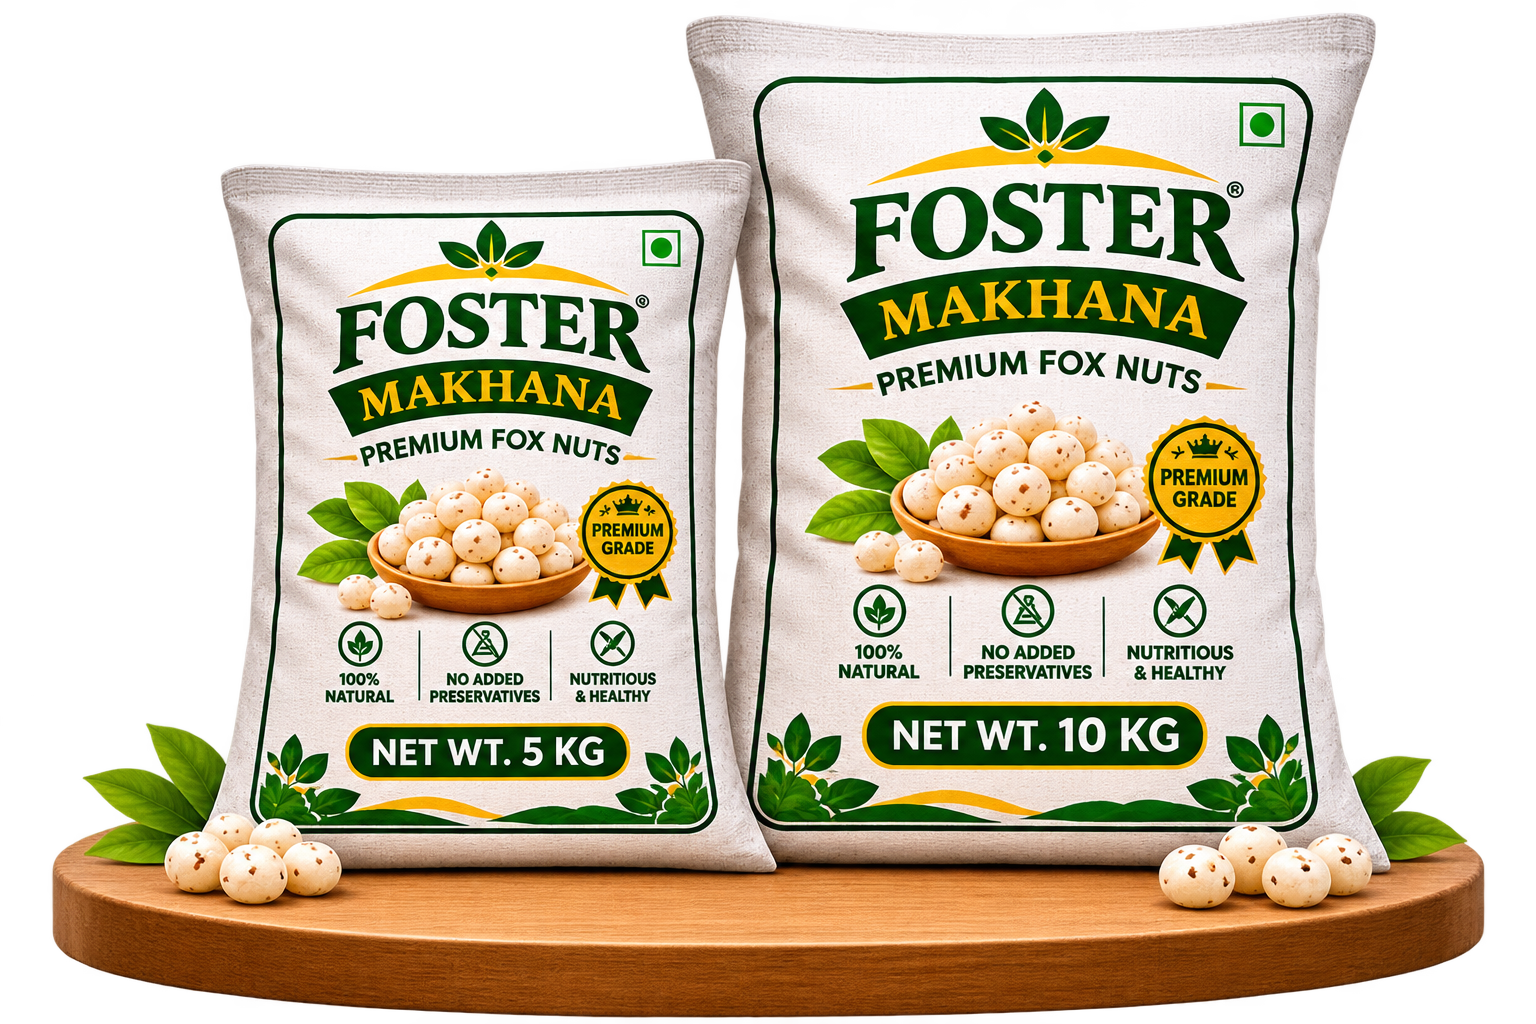 FOSTER®
MAKHANA
PREMIUM FOX NUTS
PREMIUM
GRADE
100%
NATURAL
NO ADDED
PRESERVATIVES
NUTRITIOUS
& HEALTHY
NET WT. 5 KG
FOSTER®
MAKHANA
PREMIUM FOX NUTS
PREMIUM
GRADE
100%
NATURAL
NO ADDED
PRESERVATIVES
NUTRITIOUS
& HEALTHY
NET WT. 10 KG